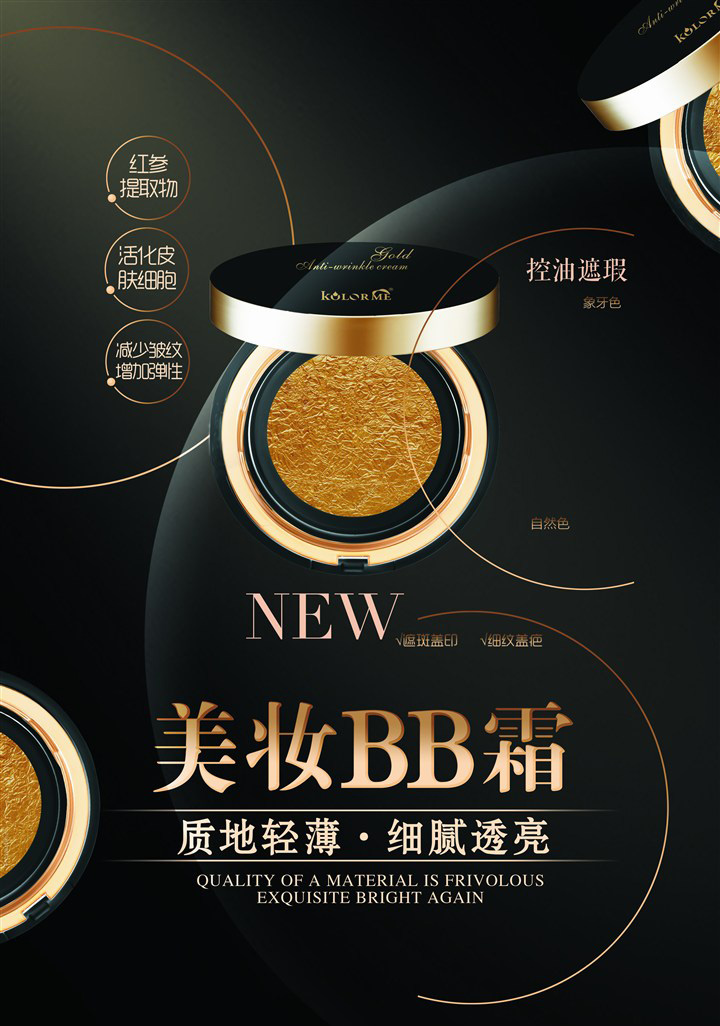 Anti-wr
KOLOR
红参
提取物
活化皮
肤细胞
减少皱纹
增加弹性
Gold
Anti-wrinkle cream
KOLORME
控油遮瑕
象牙色
自然色
NEW
√遮斑盖印 √细纹盖疤
美妆BB霜
质地轻薄·细腻透亮
QUALITY OF A MATERIAL IS FRIVOLOUS
EXQUISITE BRIGHT AGAIN